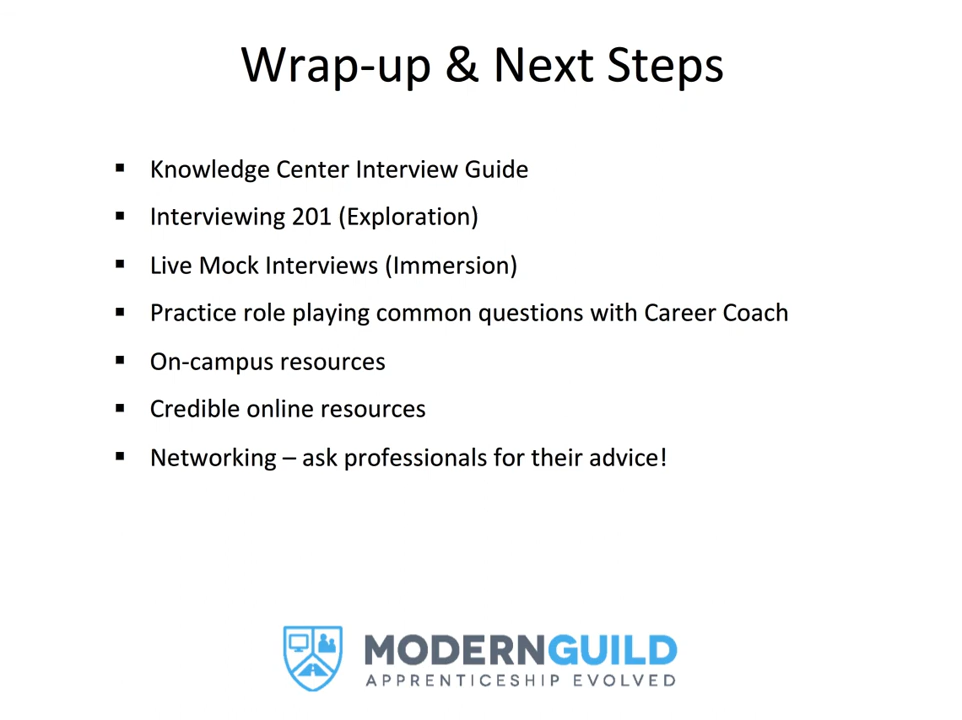 Wrap-up & Next Steps
▪ Knowledge Center Interview Guide
▪ Interviewing 201 (Exploration)
▪ Live Mock Interviews (Immersion)
▪ Practice role playing common questions with Career Coach
▪ On-campus resources
▪ Credible online resources
▪ Networking – ask professionals for their advice!
MODERNGUILD
APPRENTICESHIP EVOLVED